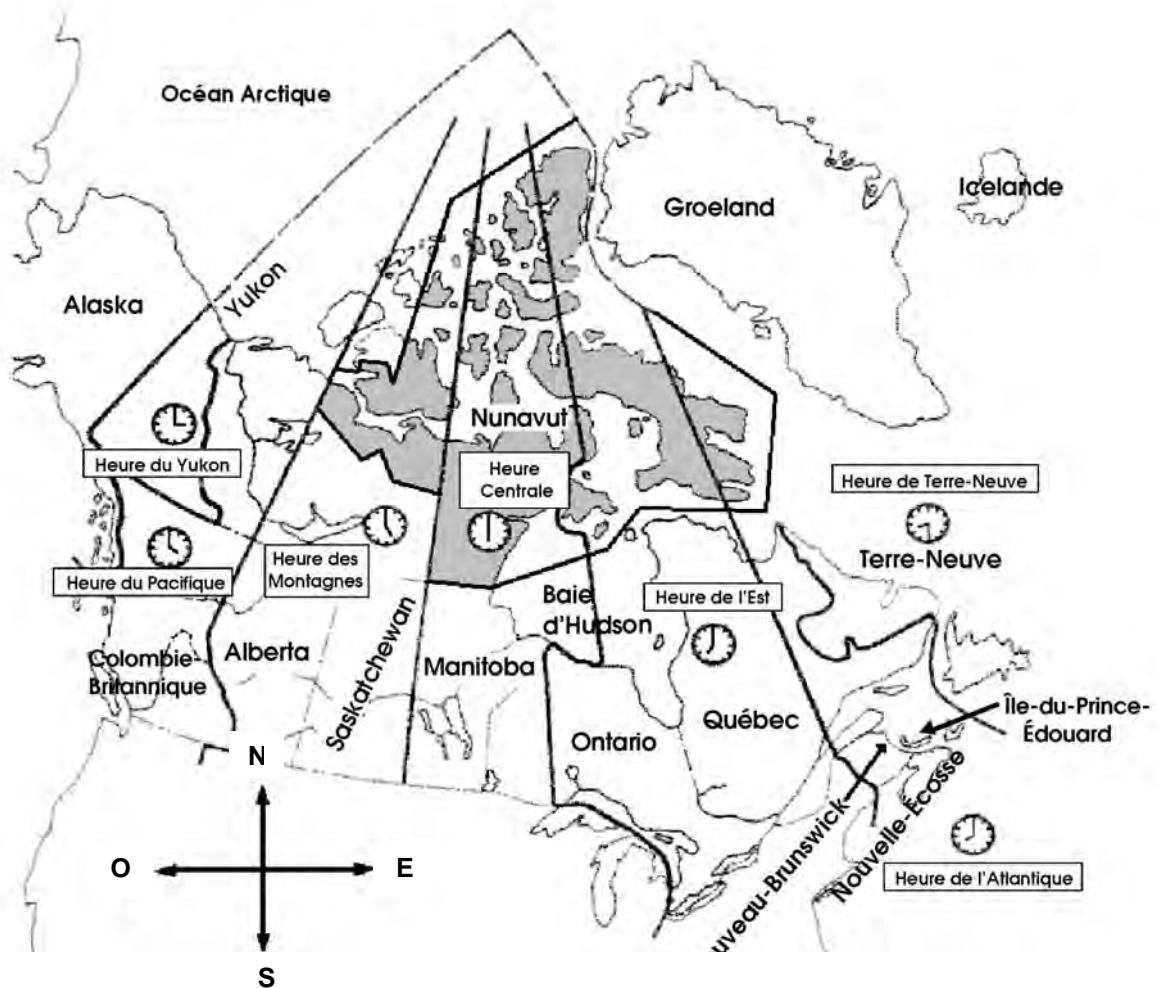 Océan Arctique
Groeland
Icelande
Alaska
Yukon
Nunavut
Heure du Yukon
Heure
Centrale
Heure de Terre-Neuve
Heure du Pacifique
Heure des
Montagnes
Terre-Neuve
Baie
d'Hudson
Heure de l'Est
Colombie-
Britannique
Alberta
Saskatchewan
Manitoba
Ontario
Québec
Île-du-Prince-
Édouard
uveau-Brunswick
Nouvelle-Écosse
Heure de l'Atlantique
N
O
E
S